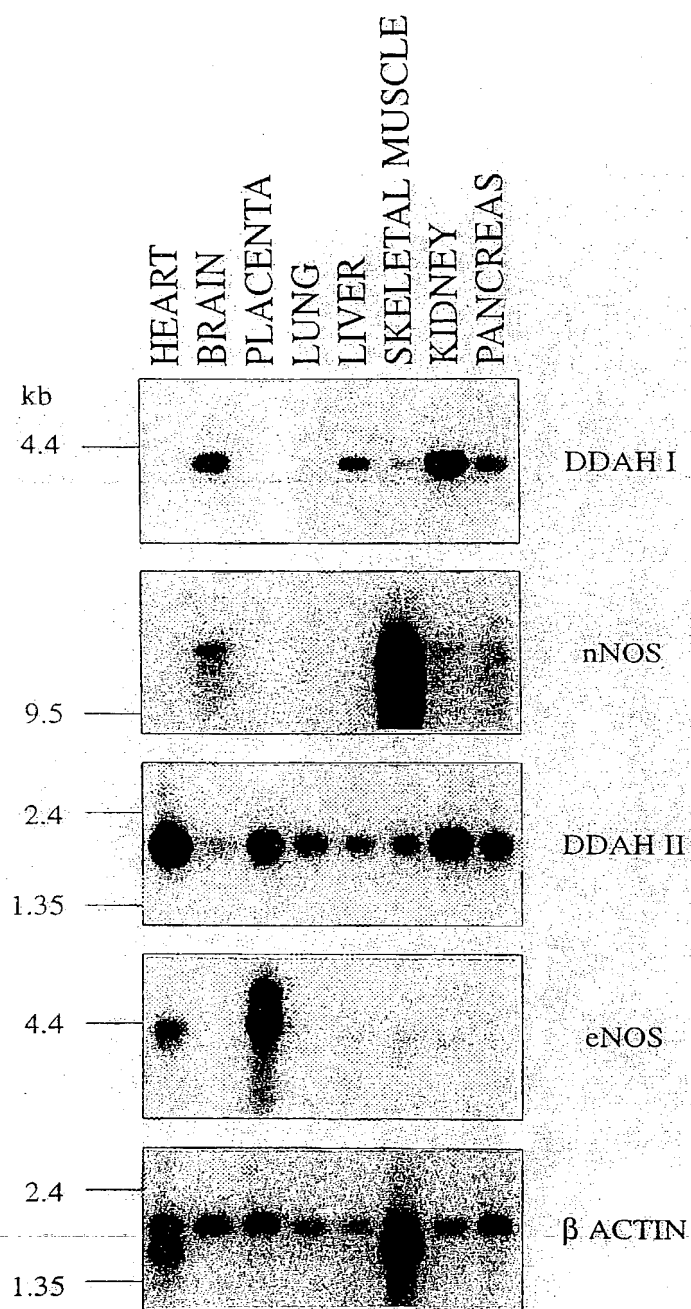 HEART
BRAIN
PLACENTA
LUNG
LIVER
SKELETAL MUSCLE
KIDNEY
PANCREAS
kb
4.4
DDAH I
nNOS
9.5
2.4
DDAH II
1.35
4.4
eNOS
2.4
β ACTIN
1.35